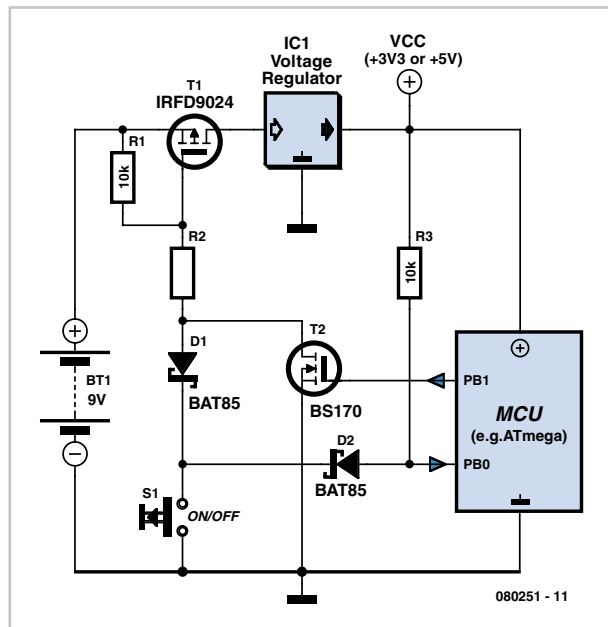 IC1
Voltage
Regulator
VCC
(+3V3 or +5V)
T1
IRFD9024
R1
10k
R2
R3
10k
D1
BAT85
T2
BS170
BT1
9V
PB1
MCU
(e.g.ATmega)
D2
BAT85
PB0
S1
ON/OFF
080251 - 11